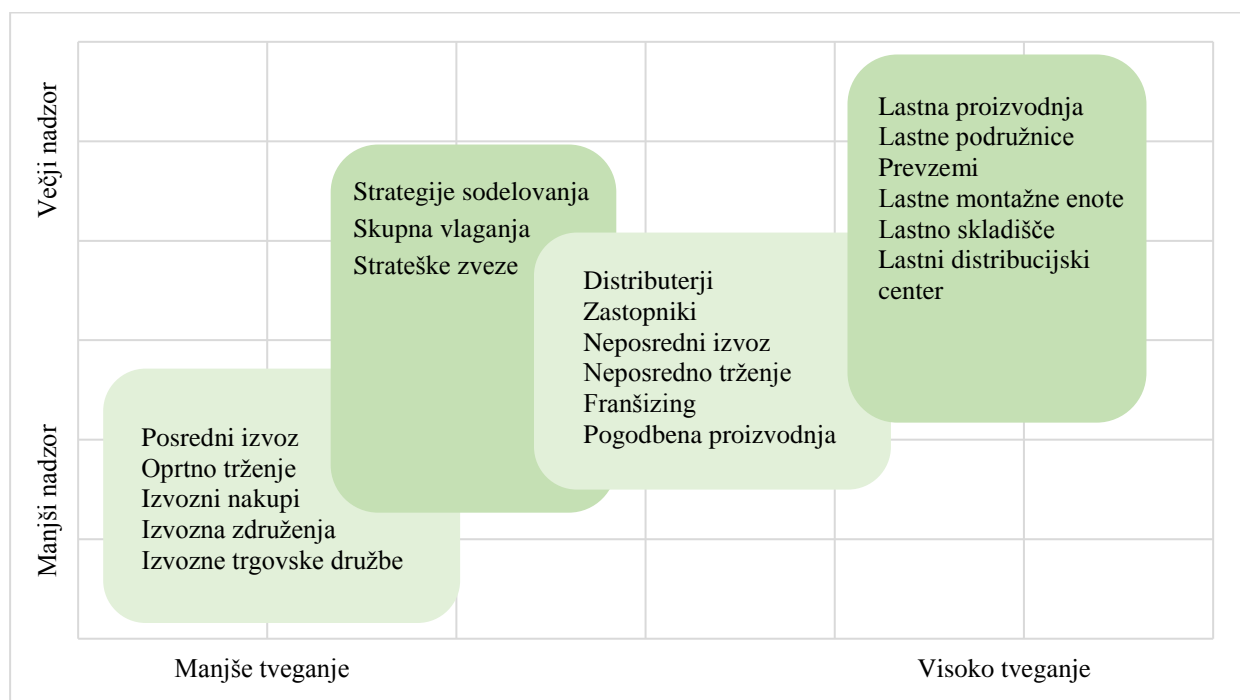 Večji nadzor
Manjši nadzor
Lastna proizvodnja
Lastne podružnice
Prevzemi
Lastne montažne enote
Lastno skladišče
Lastni distribucijski
center
Strategije sodelovanja
Skupna vlaganja
Strateške zveze
Distributerji
Zastopniki
Neposredni izvoz
Neposredno trženje
Franšizing
Pogodbena proizvodnja
Posredni izvoz
Oprtno trženje
Izvozni nakupi
Izvozna združenja
Izvozne trgovske družbe
Manjše tveganje
Visoko tveganje